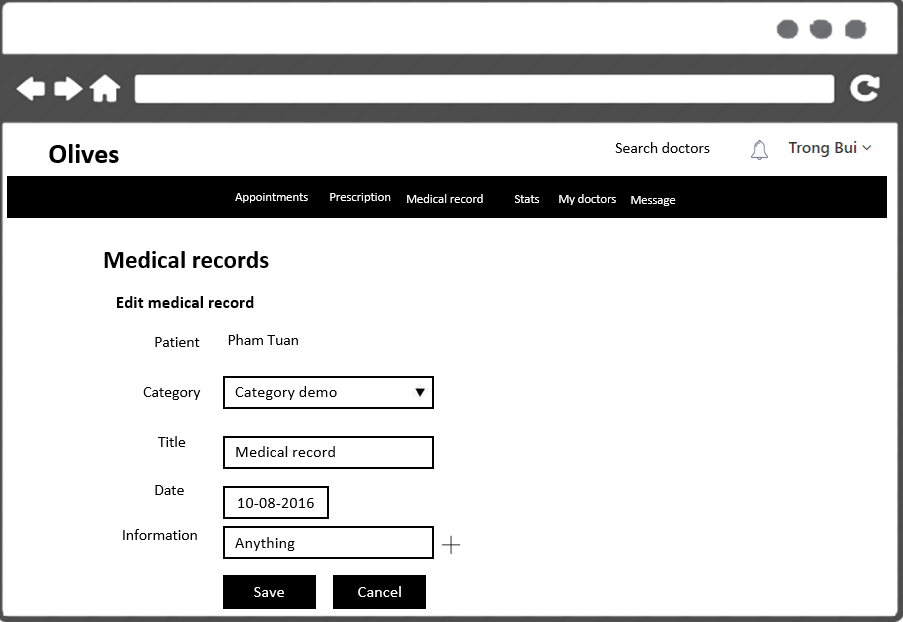 Olives
Search doctors
Trong Bui
Appointments Prescription Medical record Stats My doctors Message
Medical records
Edit medical record
Patient Pham Tuan
Category Category demo
Title Medical record
Date 10-08-2016
Information Anything
Save Cancel